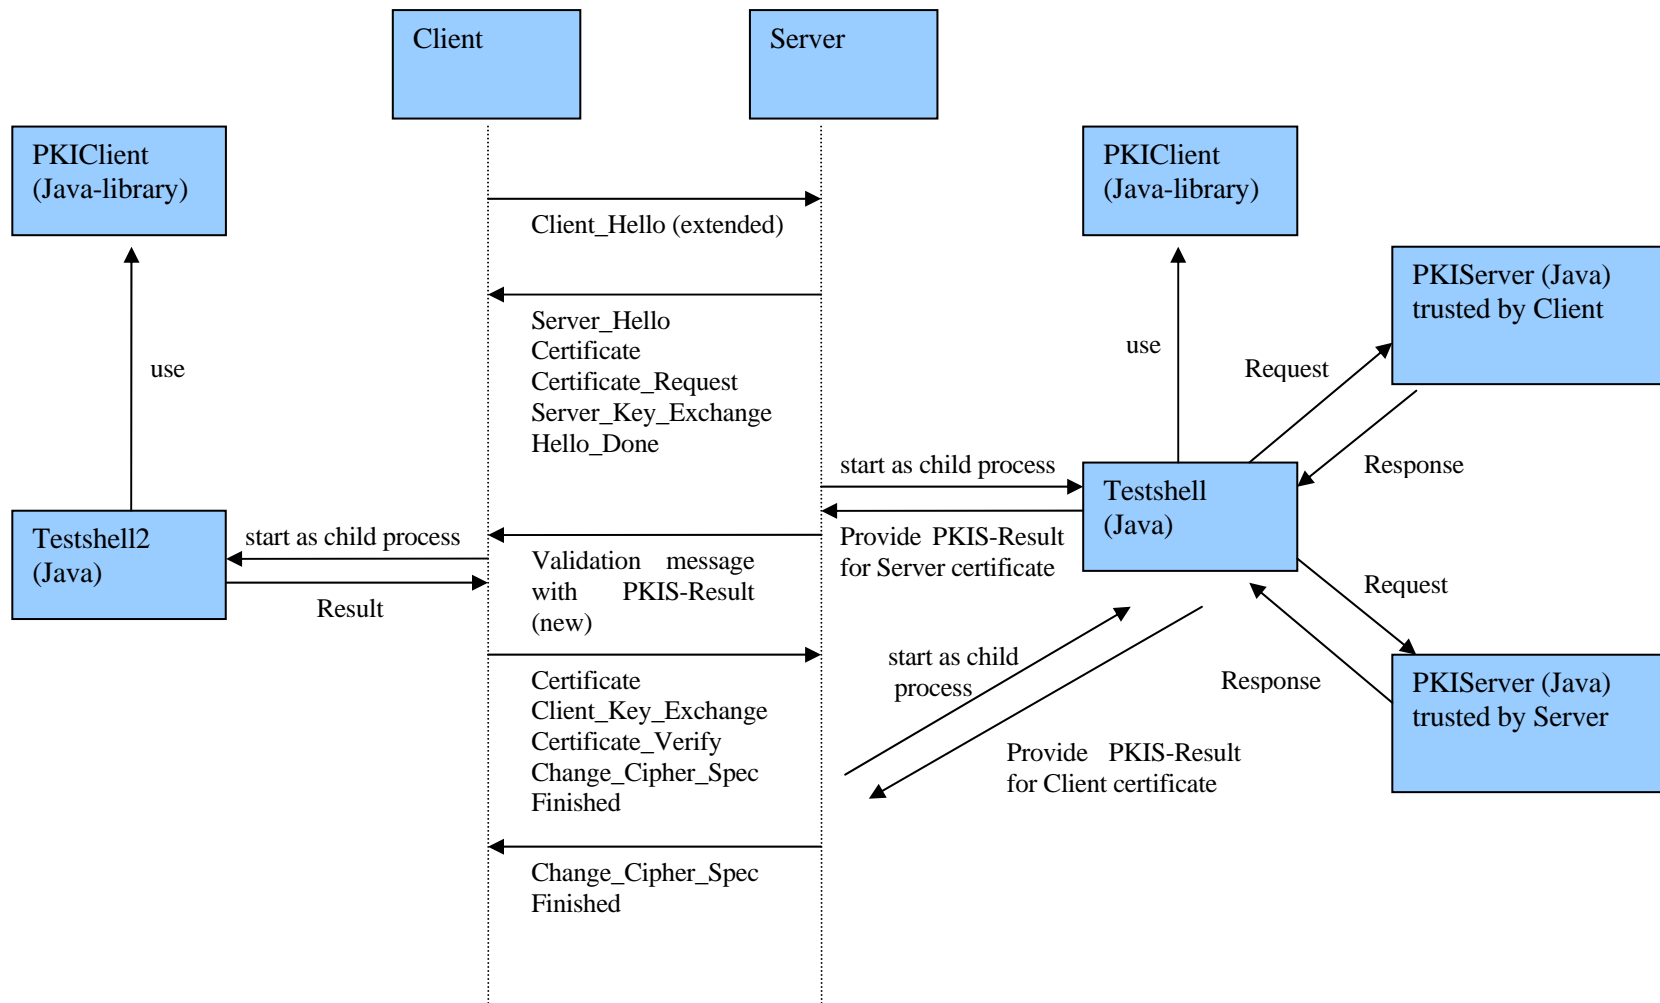 Client
Server
PKIClient
(Java-library)
PKIClient
(Java-library)
Client_Hello (extended)
PKIServer (Java)
trusted by Client
Server_Hello
Certificate
Certificate_Request
Server_Key_Exchange
Hello_Done
use
use
Request
Response
start as child process
Testshell
(Java)
Testshell2
(Java)
start as child process
Result
Validation message
with PKIS-Result
(new)
Provide PKIS-Result
for Server certificate
Request
Response
start as child
process
Certificate
Client_Key_Exchange
Certificate_Verify
Change_Cipher_Spec
Finished
PKIServer (Java)
trusted by Server
Provide PKIS-Result
for Client certificate
Change_Cipher_Spec
Finished